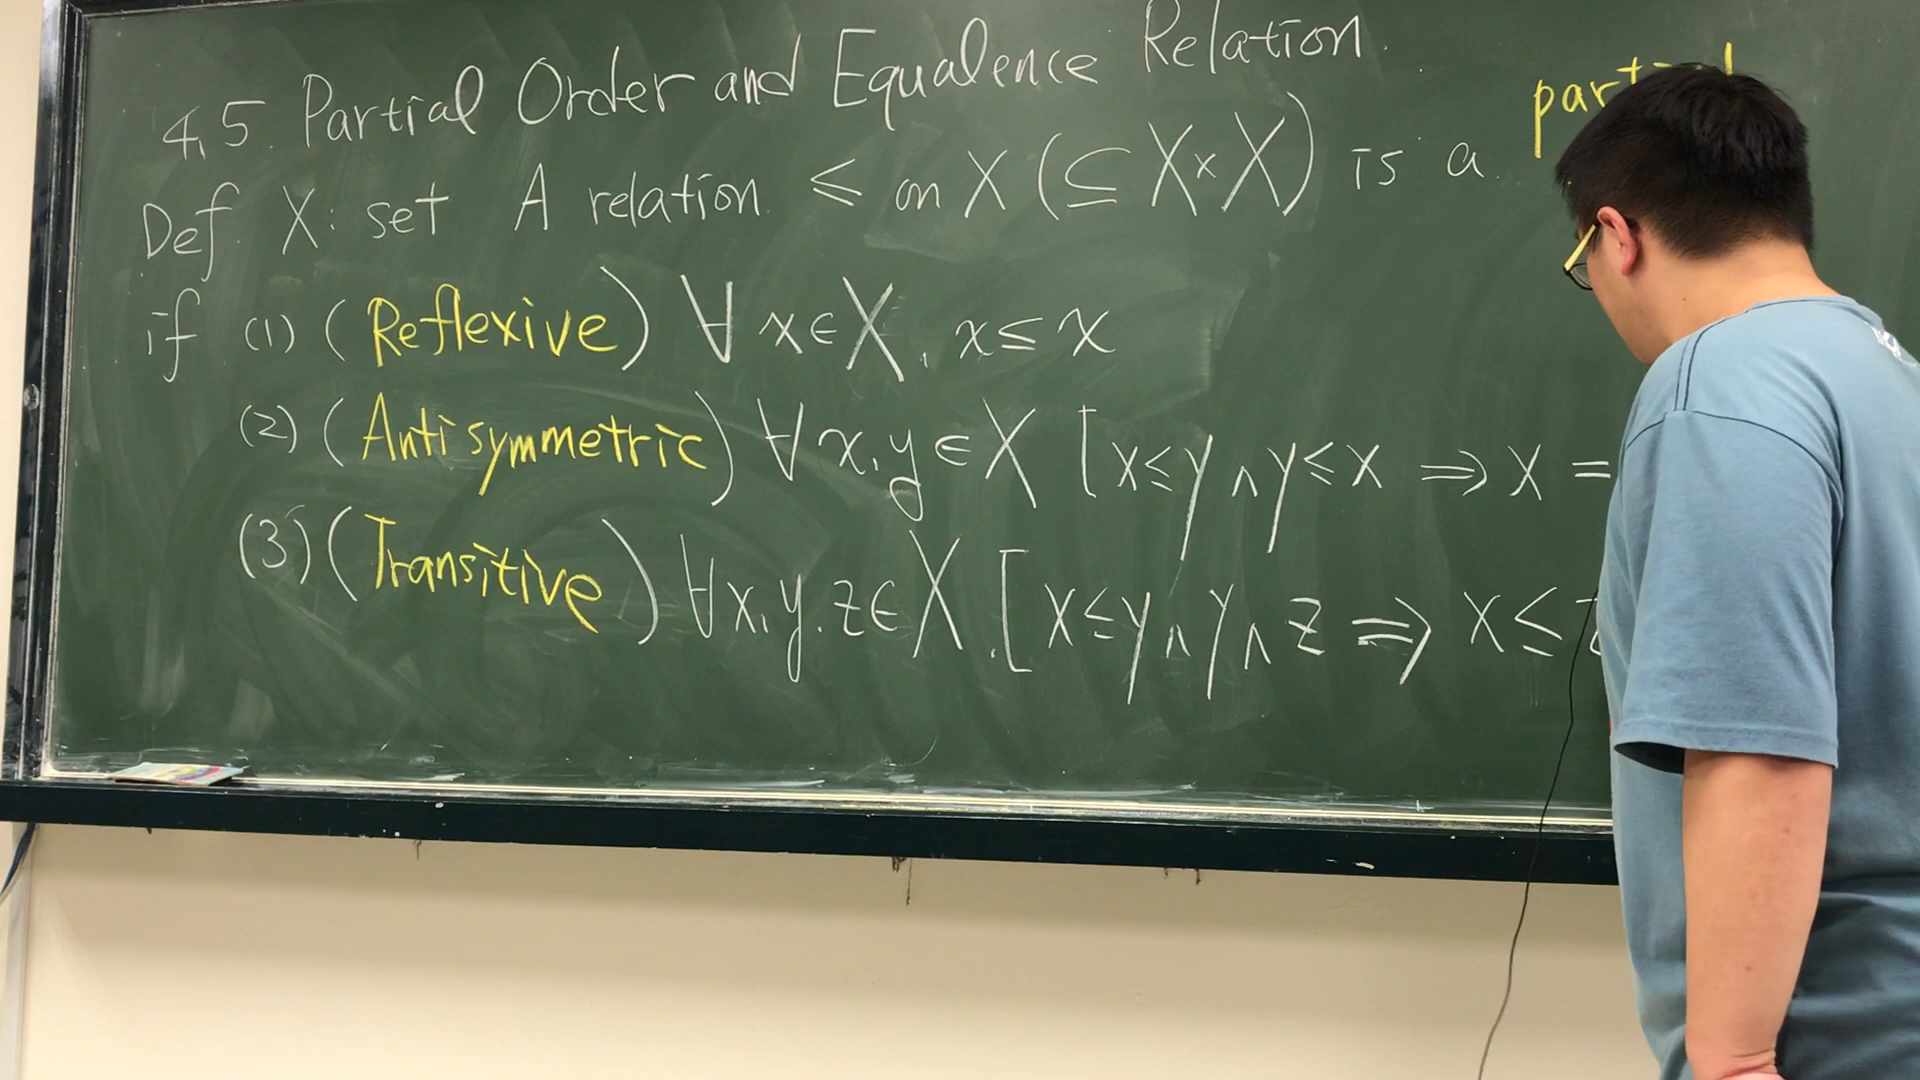 4.5. Partial Order and Equalence Relation.
Def. X: set A relation ≤ on X (⊆ X×X) is a
if (1) (Reflexive) ∀ x∈X, x≤x
(2) (Antisymmetric) ∀ x,y ∈ X [x≤y ∧ y≤x ⇒ x =
(3) (Transitive) ∀x,y,z∈X.[x≤y ∧ y ∧ z ⇒ x ≤ z